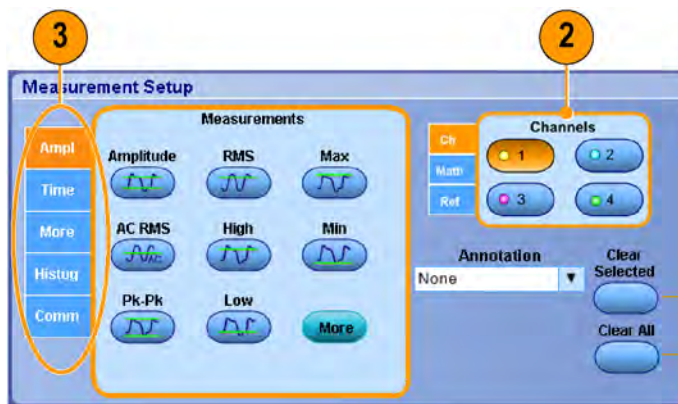 3
2
Measurement Setup
Measurements
Channels
Ampl
Time
More
Histog
Comm
Amplitude RMS Max
AC RMS High Min
Pk-Pk Low
More
Ch
Math
Ref
1 2
3 4
Annotation
None
Clear
Selected
Clear All